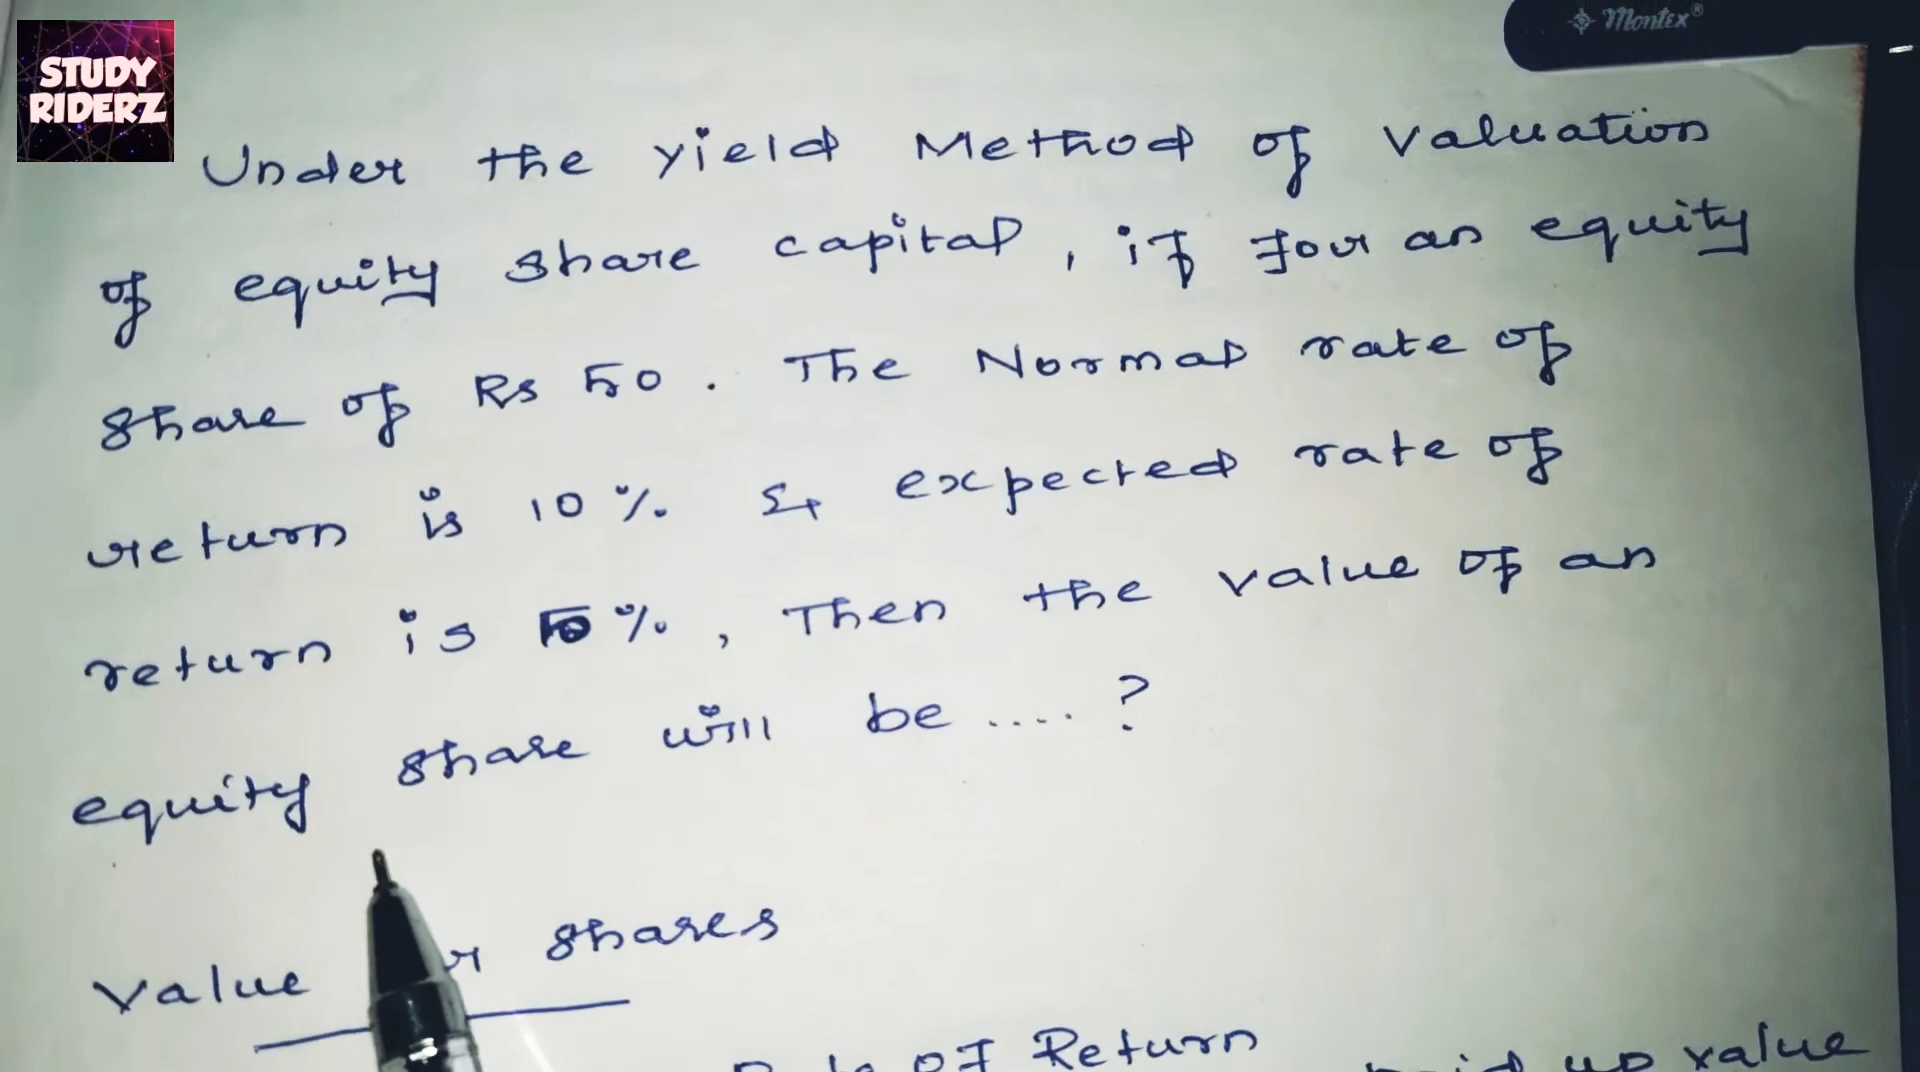 STUDY
RIDERZ
Montex®
Under the yield Method of Valuation
of equity share capital, if for an equity
share of Rs 50. The Normal rate of
return is 10% & expected rate of
return is 5%, Then the value of an
equity share will be ....?
Value shares
of Return paid up value